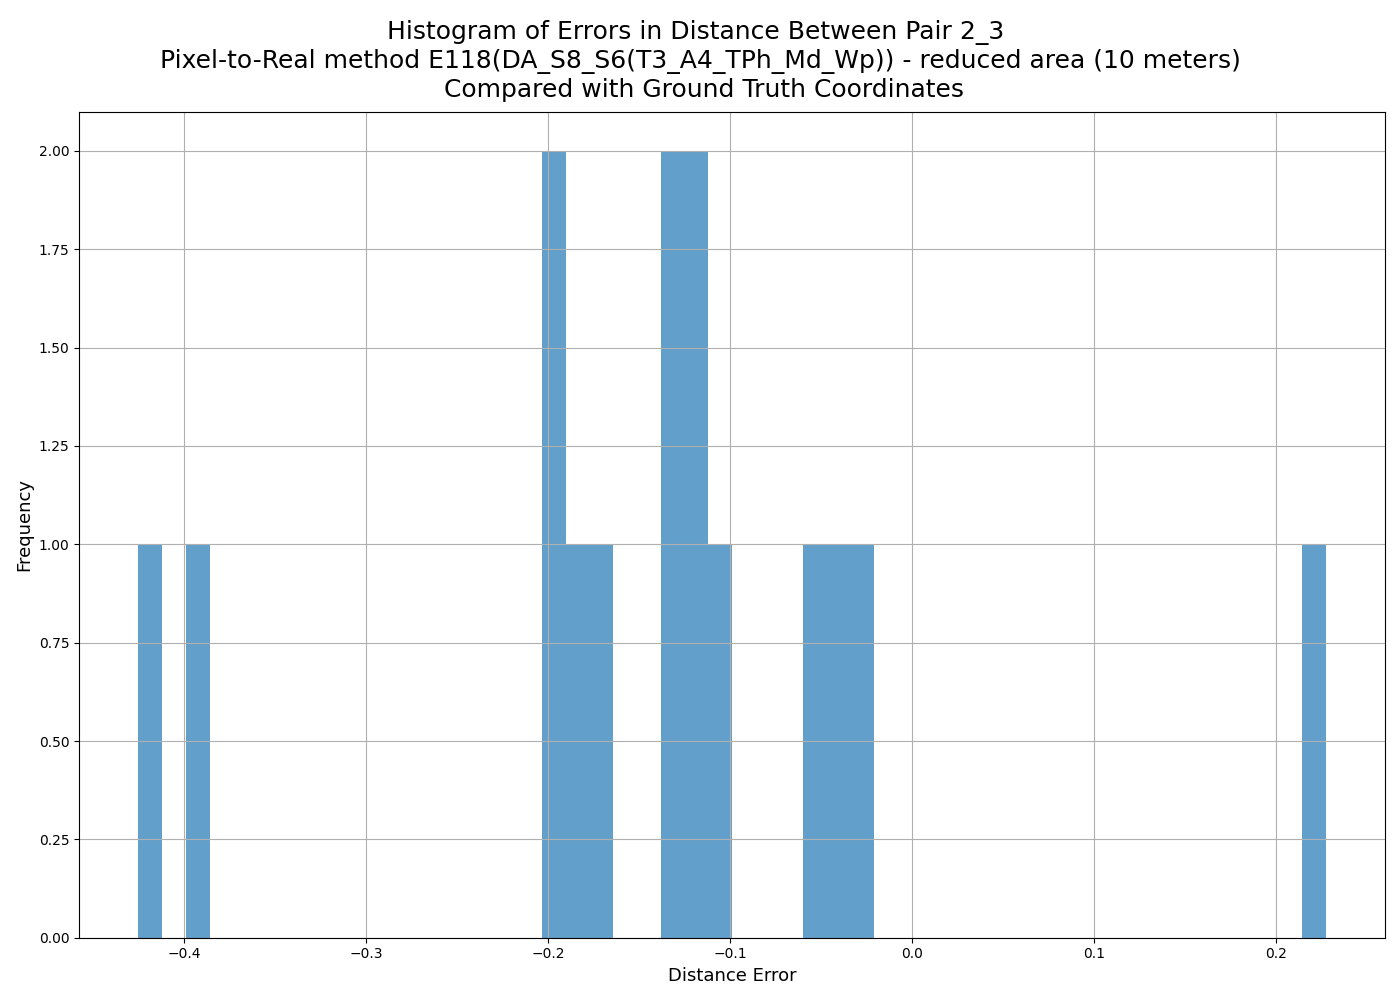 Histogram of Errors in Distance Between Pair 2_3
Pixel-to-Real method E118(DA_S8_S6(T3_A4_TPh_Md_Wp)) - reduced area (10 meters)
Compared with Ground Truth Coordinates
2.00
1.75
1.50
1.25
1.00
0.75
0.50
0.25
0.00
Frequency
−0.4 −0.3 −0.2 −0.1 0.0 0.1 0.2
Distance Error